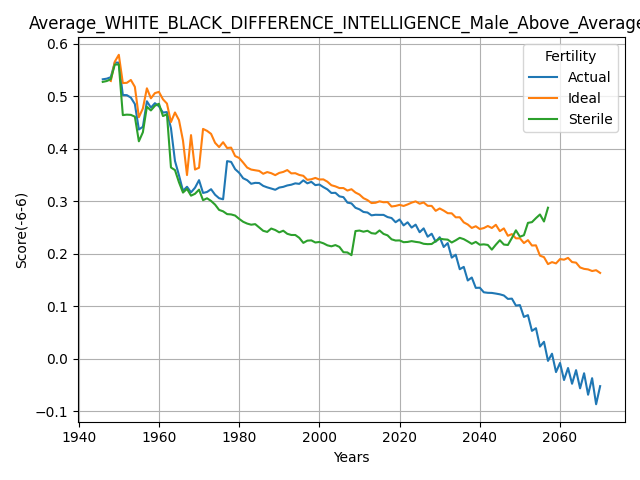 Average_WHITE_BLACK_DIFFERENCE_INTELLIGENCE_Male_Above_Average
Fertility
Actual
Ideal
Sterile
Score(-6-6)
0.6
0.5
0.4
0.3
0.2
0.1
0.0
−0.1
1940 1960 1980 2000 2020 2040 2060
Years